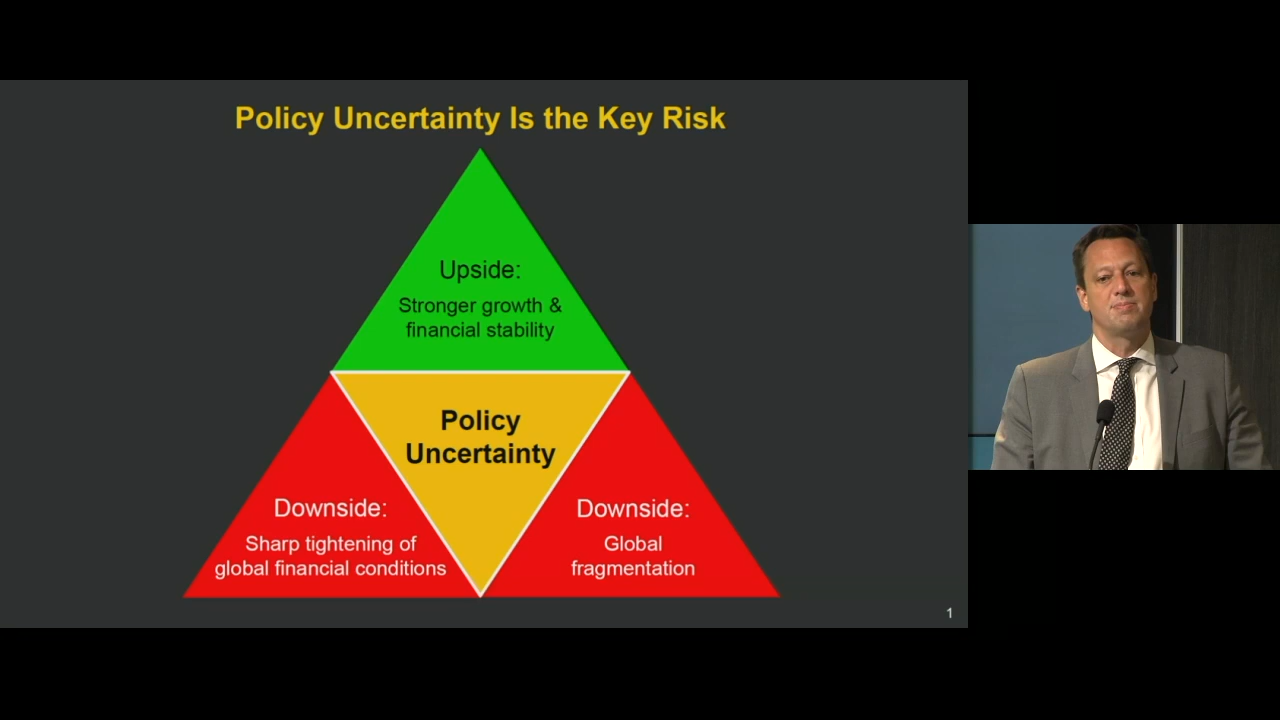 Policy Uncertainty Is the Key Risk
Upside:
Stronger growth &
financial stability
Policy
Uncertainty
Downside:
Sharp tightening of
global financial conditions
Downside:
Global
fragmentation
1